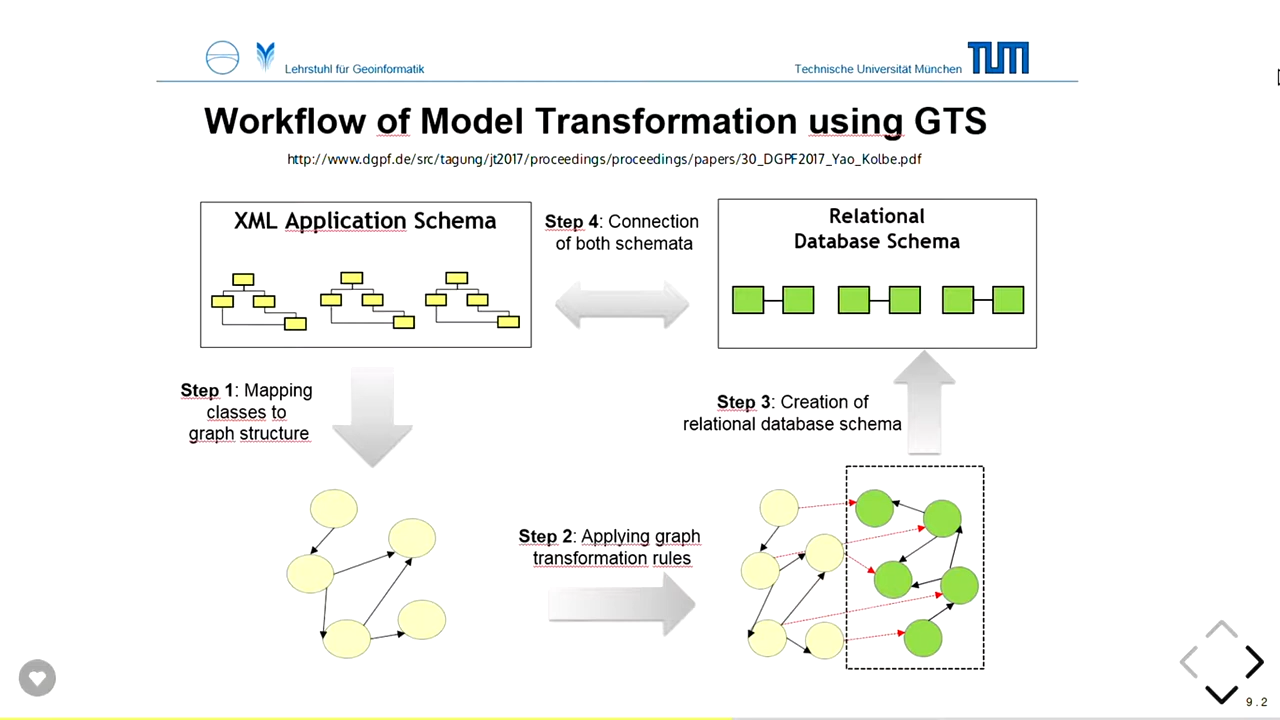 Lehrstuhl für Geoinformatik
Technische Universität München
TUM
Workflow of Model Transformation using GTS
http://www.dgpf.de/src/tagung/jt2017/proceedings/proceedings/papers/30_DGPF2017_Yao_Kolbe.pdf
XML Application Schema
Step 4: Connection
of both schemata
Relational
Database Schema
Step 1: Mapping
classes to
graph structure
Step 3: Creation of
relational database schema
Step 2: Applying graph
transformation rules
9.2